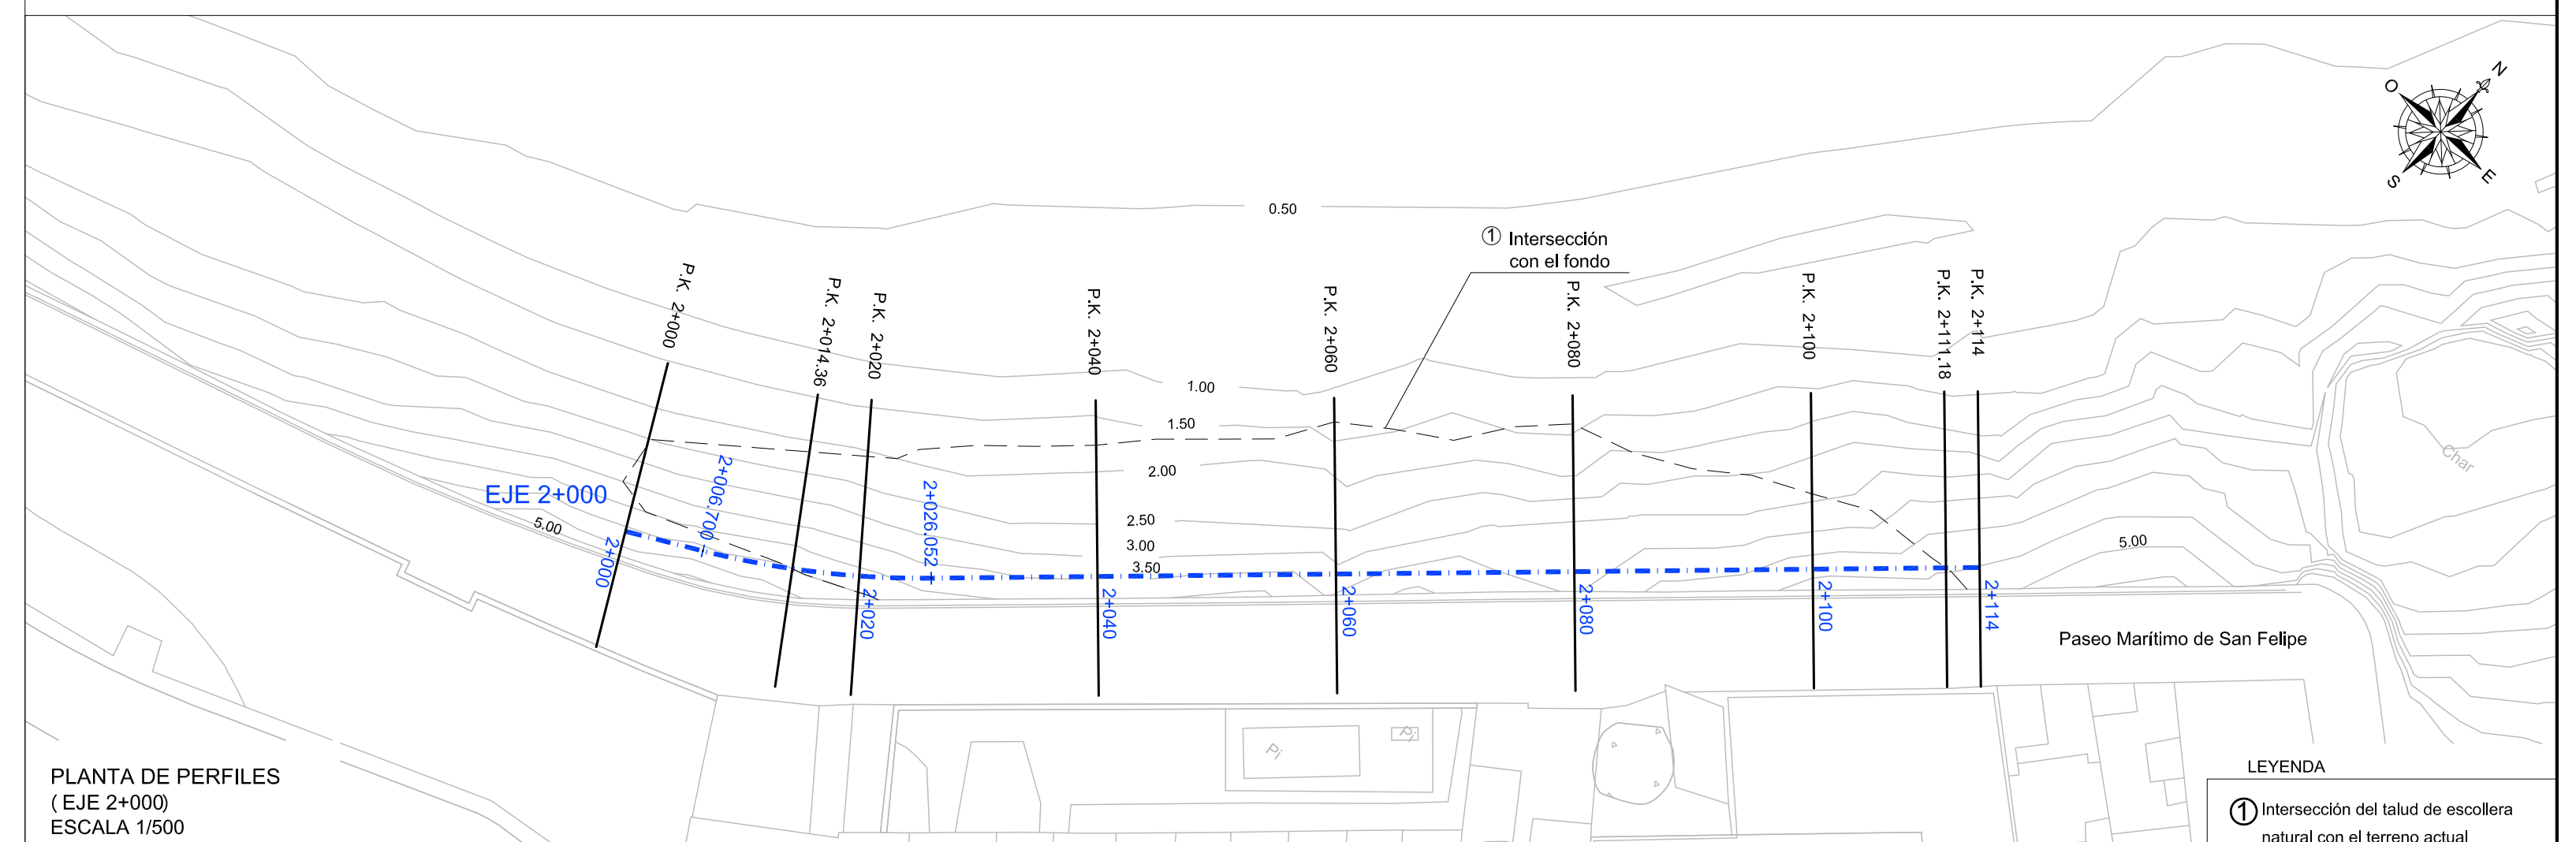 N
O
S
E
0.50
① Intersección
con el fondo
P.K. 2+000
P.K. 2+014.36
P.K. 2+020
P.K. 2+040
P.K. 2+060
P.K. 2+080
P.K. 2+100
P.K. 2+111.18
P.K. 2+114
1.00
1.50
2.00
2.50
3.00
3.50
5.00
5.00
Char
EJE 2+000
2+000
2+006.700
2+020
2+026.052
2+040
2+060
2+080
2+100
2+114
Paseo Marítimo de San Felipe
Pi
Pi
PLANTA DE PERFILES
( EJE 2+000)
ESCALA 1/500
LEYENDA
① Intersección del talud de escollera
natural con el terreno actual